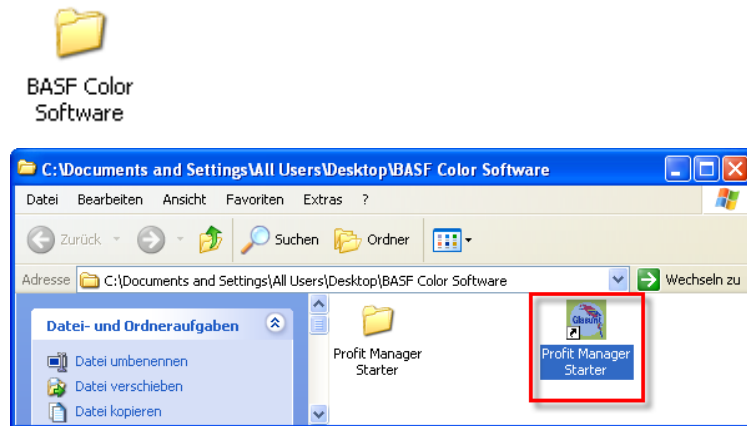 BASF Color
Software
C:\Documents and Settings\All Users\Desktop\BASF Color Software
Datei Bearbeiten Ansicht Favoriten Extras ?
Zurück Suchen Ordner
Adresse C:\Documents and Settings\All Users\Desktop\BASF Color Software Wechseln zu
Datei- und Ordneraufgaben
Datei umbenennen
Datei verschieben
Datei kopieren
Profit Manager
Starter
Glasurit
Profit Manager
Starter